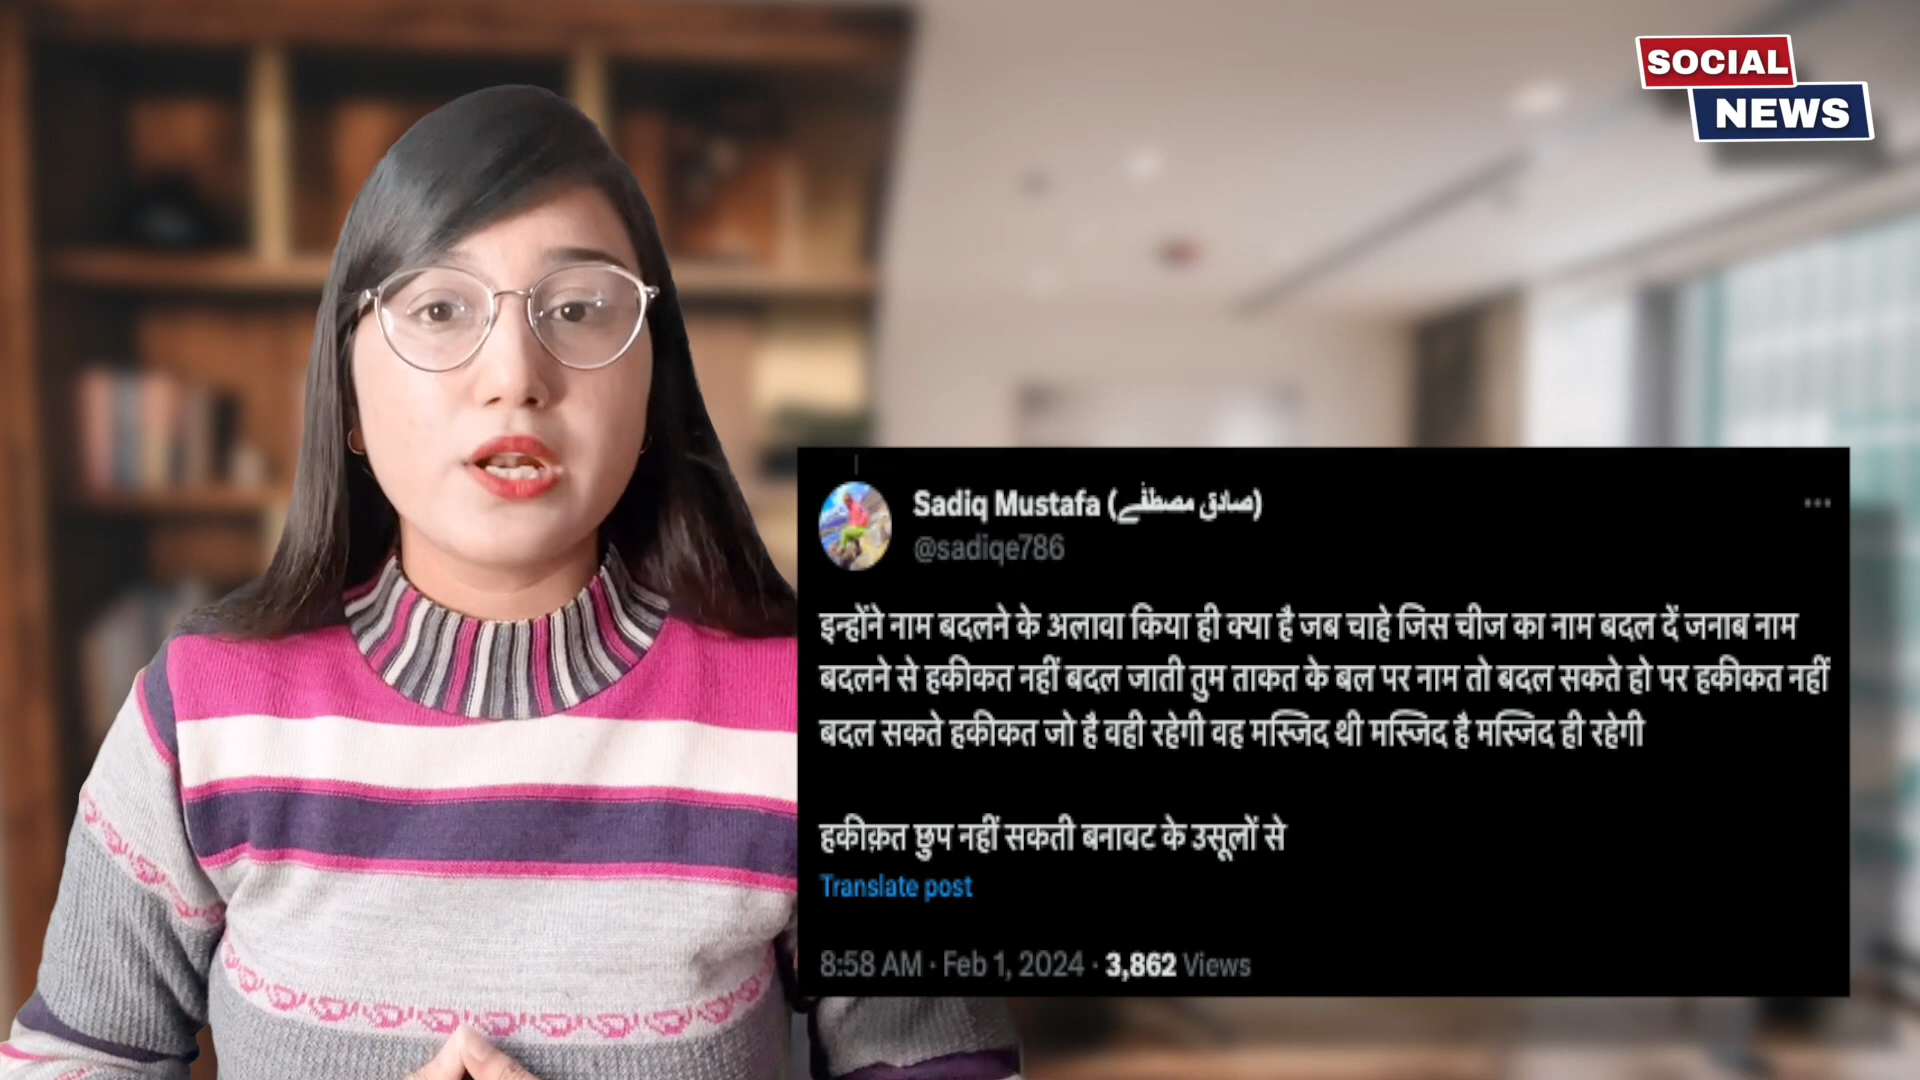 SOCIAL
NEWS
Sadiq Mustafa (صادق مصطفٰے)
@sadiqe786
इन्होंने नाम बदलने के अलावा किया ही क्या है जब चाहे जिस चीज का नाम बदल दें जनाब नाम
बदलने से हकीकत नहीं बदल जाती तुम ताकत के बल पर नाम तो बदल सकते हो पर हकीकत नहीं
बदल सकते हकीकत जो है वही रहेगी वह मस्जिद थी मस्जिद है मस्जिद ही रहेगी
हकीक़त छुप नहीं सकती बनावट के उसूलों से
Translate post
8:58 AM · Feb 1, 2024 · 3,862 Views